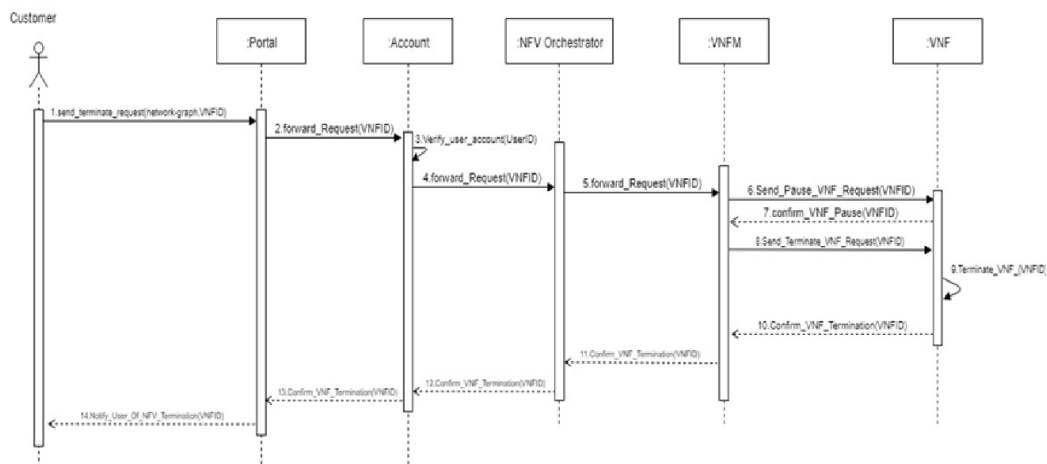 Customer
:Portal
:Account
:NFV Orchestrator
:VNFM
:VNF
1.send_terminate_request(network-graph,VNFID)
2.forward_Request(VNFID)
3.Verify_user_account(UserID)
4.forward_Request(VNFID)
5.forward_Request(VNFID)
6.Send_Pause_VNF_Request(VNFID)
7.confirm_VNF_Pause(VNFID)
8.Send_Terminate_VNF_Request(VNFID)
9.Terminate_VNF_(VNFID)
10.Confirm_VNF_Termination(VNFID)
11.Confirm_VNF_Termination(VNFID)
12.Confirm_VNF_Termination(VNFID)
13.Confirm_VNF_Termination(VNFID)
14.Notify_User_Of_NFV_Termination(VNFID)